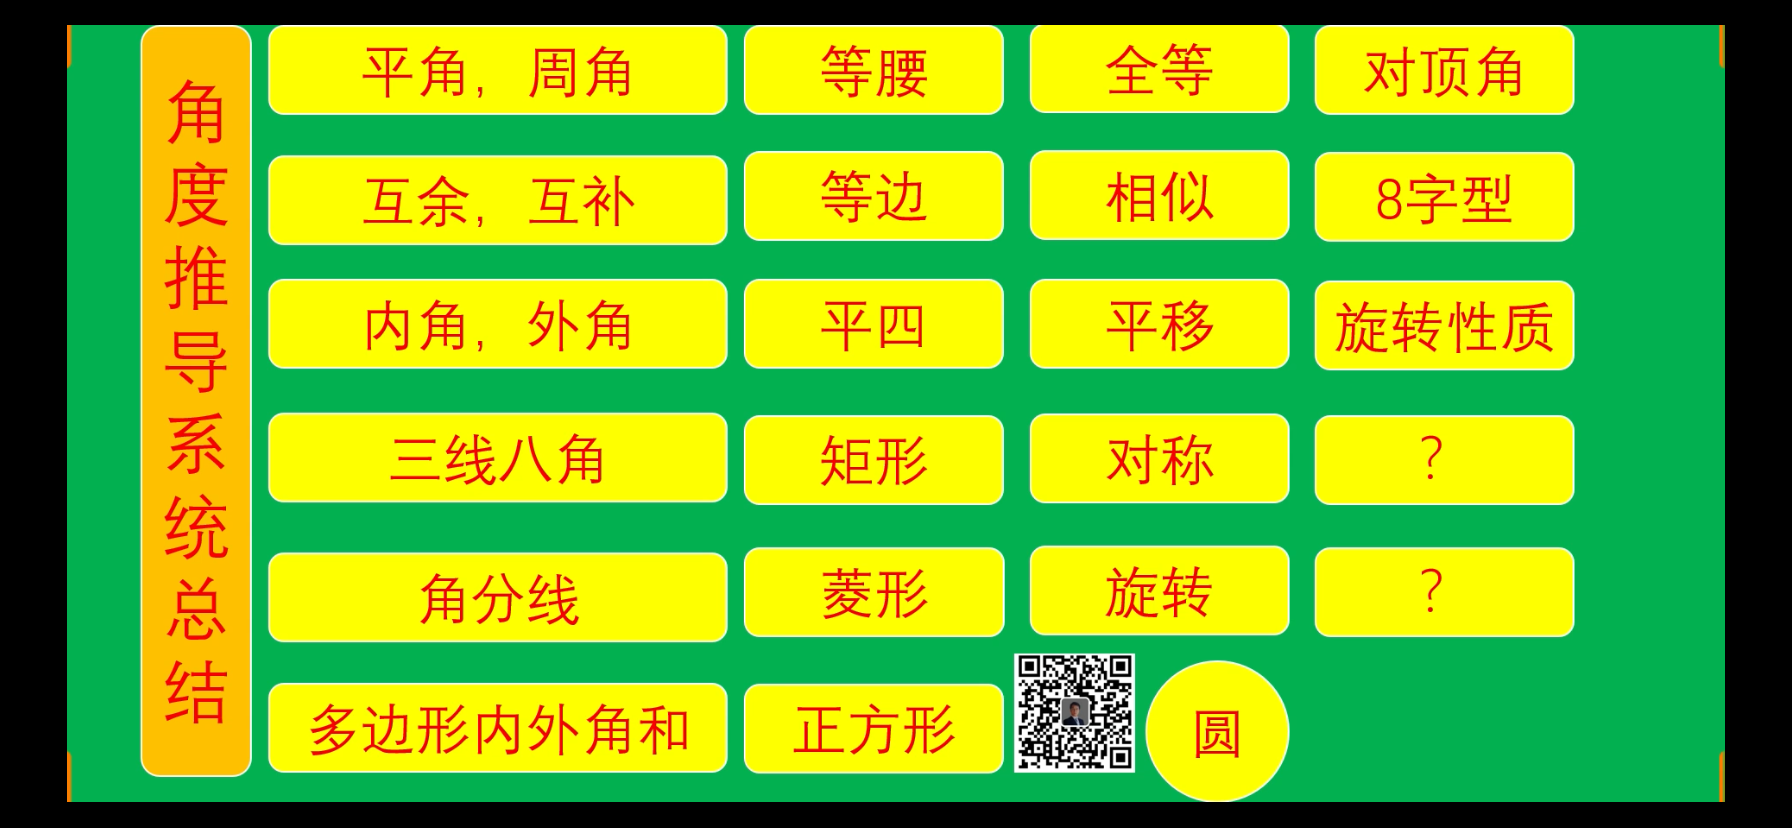 角度推导系统总结
平角，周角
等腰
全等
对顶角
互余，互补
等边
相似
8字型
内角，外角
平四
平移
旋转性质
三线八角
矩形
对称
？
角分线
菱形
旋转
？
多边形内外角和
正方形
圆